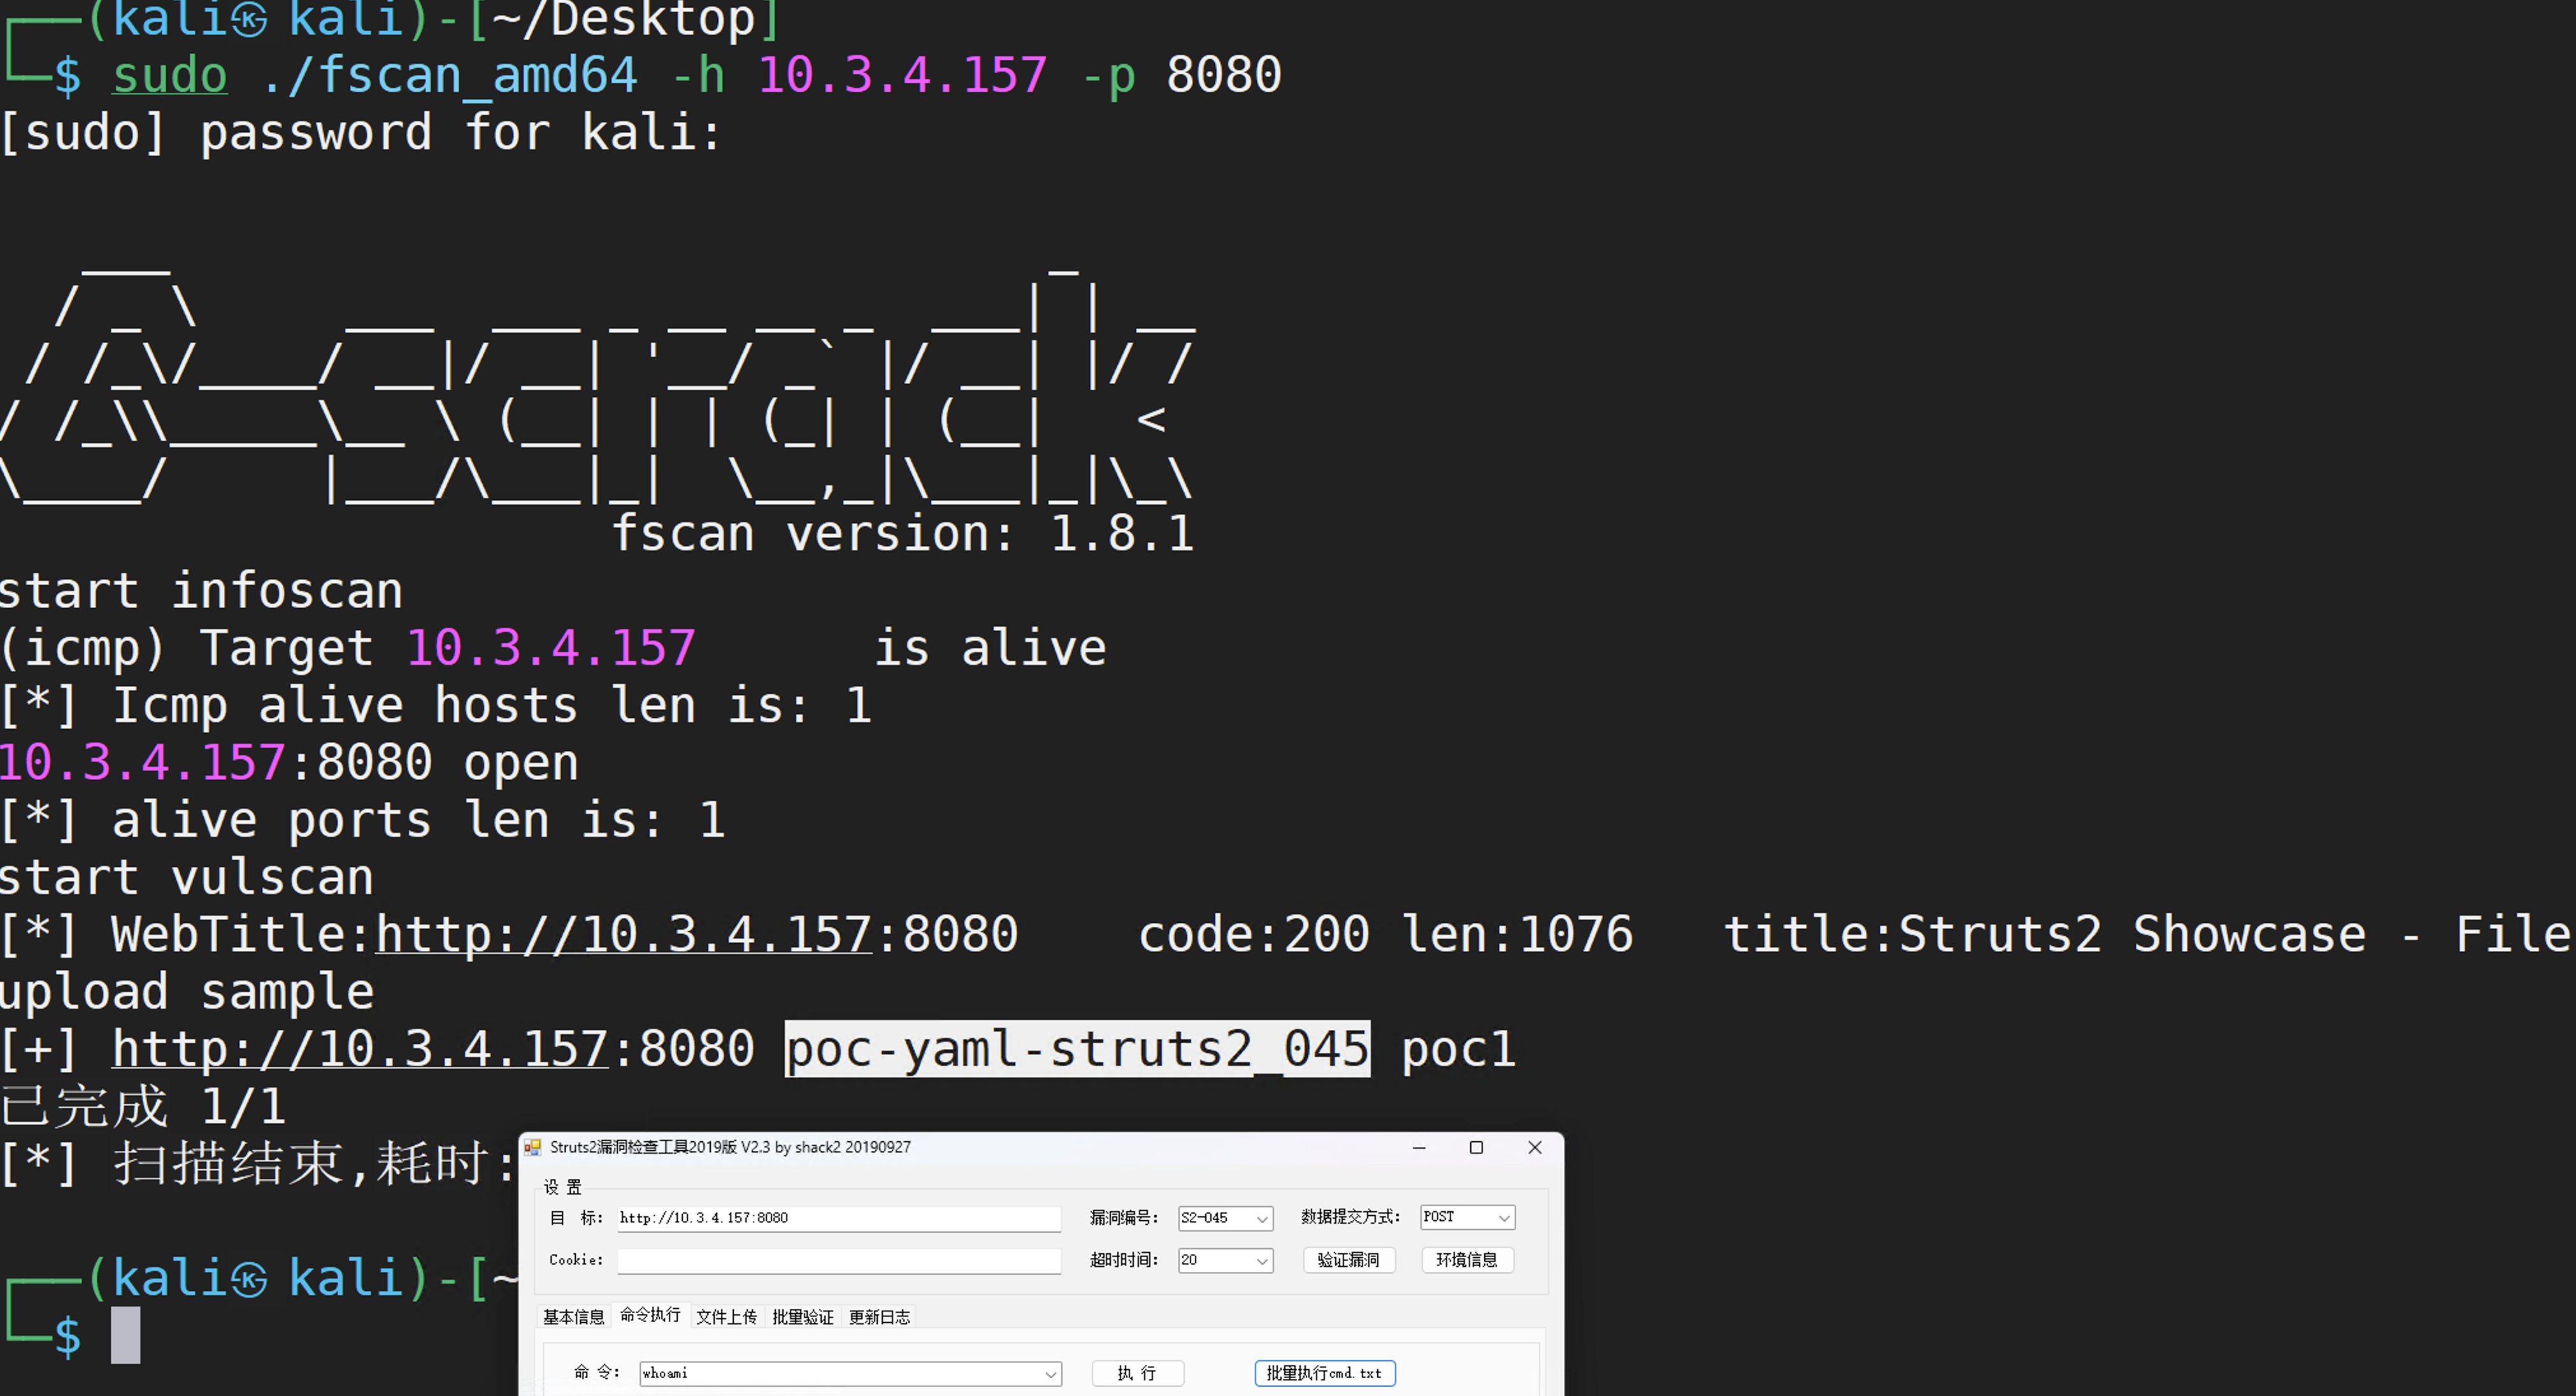 (kali㉿kali)-[~/Desktop]
$ sudo ./fscan_amd64 -h 10.3.4.157 -p 8080
[sudo] password for kali:
fscan version: 1.8.1
start infoscan
(icmp) Target 10.3.4.157 is alive
[*] Icmp alive hosts len is: 1
10.3.4.157:8080 open
[*] alive ports len is: 1
start vulscan
[*] WebTitle:http://10.3.4.157:8080 code:200 len:1076 title:Struts2 Showcase - File
upload sample
[+] http://10.3.4.157:8080 poc-yaml-struts2_045 poc1
已完成 1/1
[*] 扫描结束,耗时:
(kali㉿kali)-[~
$
Struts2漏洞检查工具2019版 V2.3 by shack2 20190927
设 置
目 标: http://10.3.4.157:8080 漏洞编号: S2-045 数据提交方式: POST
Cookie: 超时时间: 20 验证漏洞 环境信息
基本信息 命令执行 文件上传 批量验证 更新日志
命 令: whoami 执 行 批量执行cmd.txt